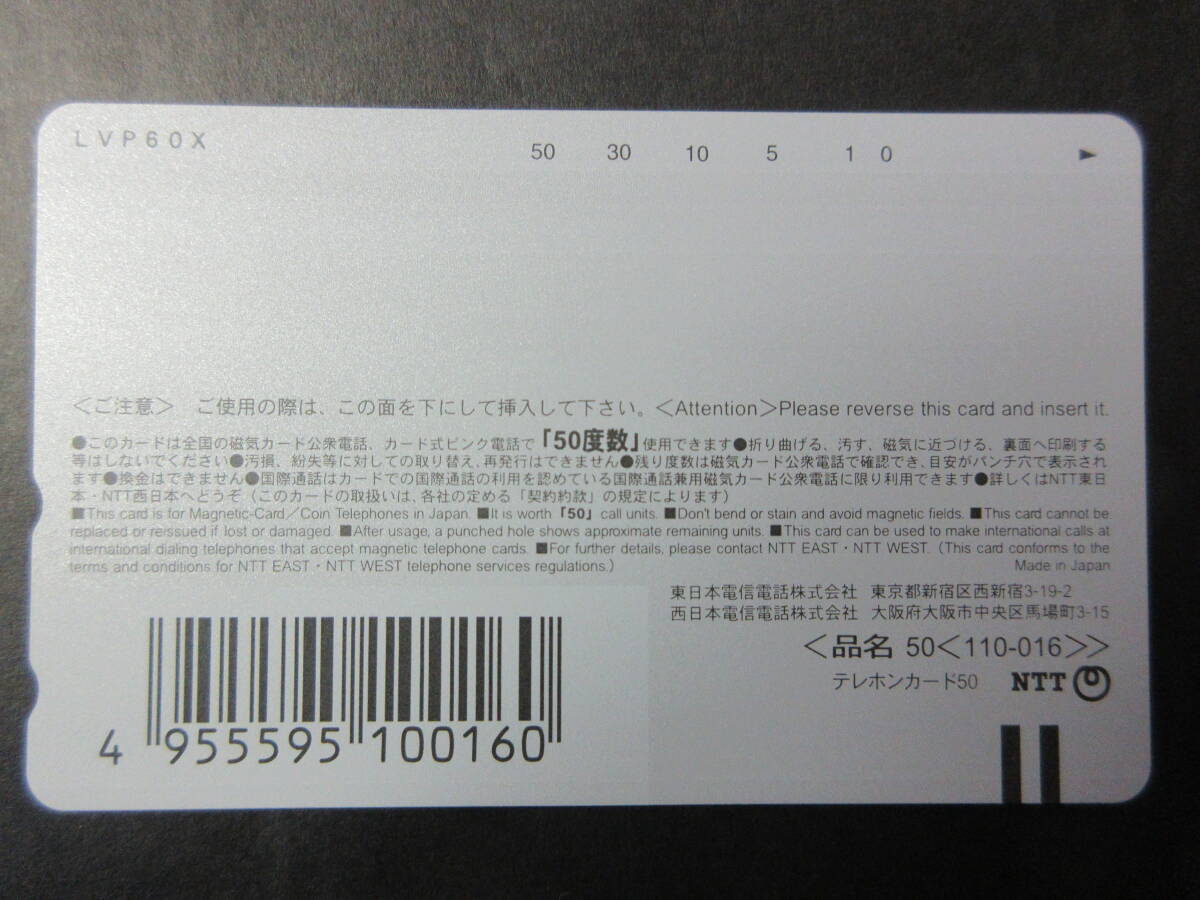 LVP60X
50 30 10 5 1 0 ►
＜ご注意＞ ご使用の際は、この面を下にして挿入して下さい。＜Attention＞Please reverse this card and insert it.
●このカードは全国の磁気カード公衆電話、カード式ピンク電話で「50度数」使用できます●折り曲げる、汚す、磁気に近づける、裏面へ印刷する
等はしないでください●汚損、紛失等に対しての取り替え、再発行はできません●残り度数は磁気カード公衆電話で確認でき、目安がパンチ穴で表示され
ます●換金はできません●国際通話はカードでの国際通話の利用を認めている国際通話兼用磁気カード公衆電話に限り利用できます●詳しくはNTT東日
本・NTT西日本へどうぞ（このカードの取扱いは、各社の定める「契約約款」の規定によります）
■This card is for Magnetic-Card／Coin Telephones in Japan. ■It is worth「50」call units. ■Don't bend or stain and avoid magnetic fields. ■This card cannot be
replaced or reissued if lost or damaged. ■After usage, a punched hole shows approximate remaining units. ■This card can be used to make international calls at
international dialing telephones that accept magnetic telephone cards. ■For further details, please contact NTT EAST・NTT WEST.（This card conforms to the
terms and conditions for NTT EAST・NTT WEST telephone services regulations.） Made in Japan
東日本電信電話株式会社 東京都新宿区西新宿3-19-2
西日本電信電話株式会社 大阪府大阪市中央区馬場町3-15
＜品名 50＜110-016＞＞
テレホンカード50 NTT
4 955595 100160